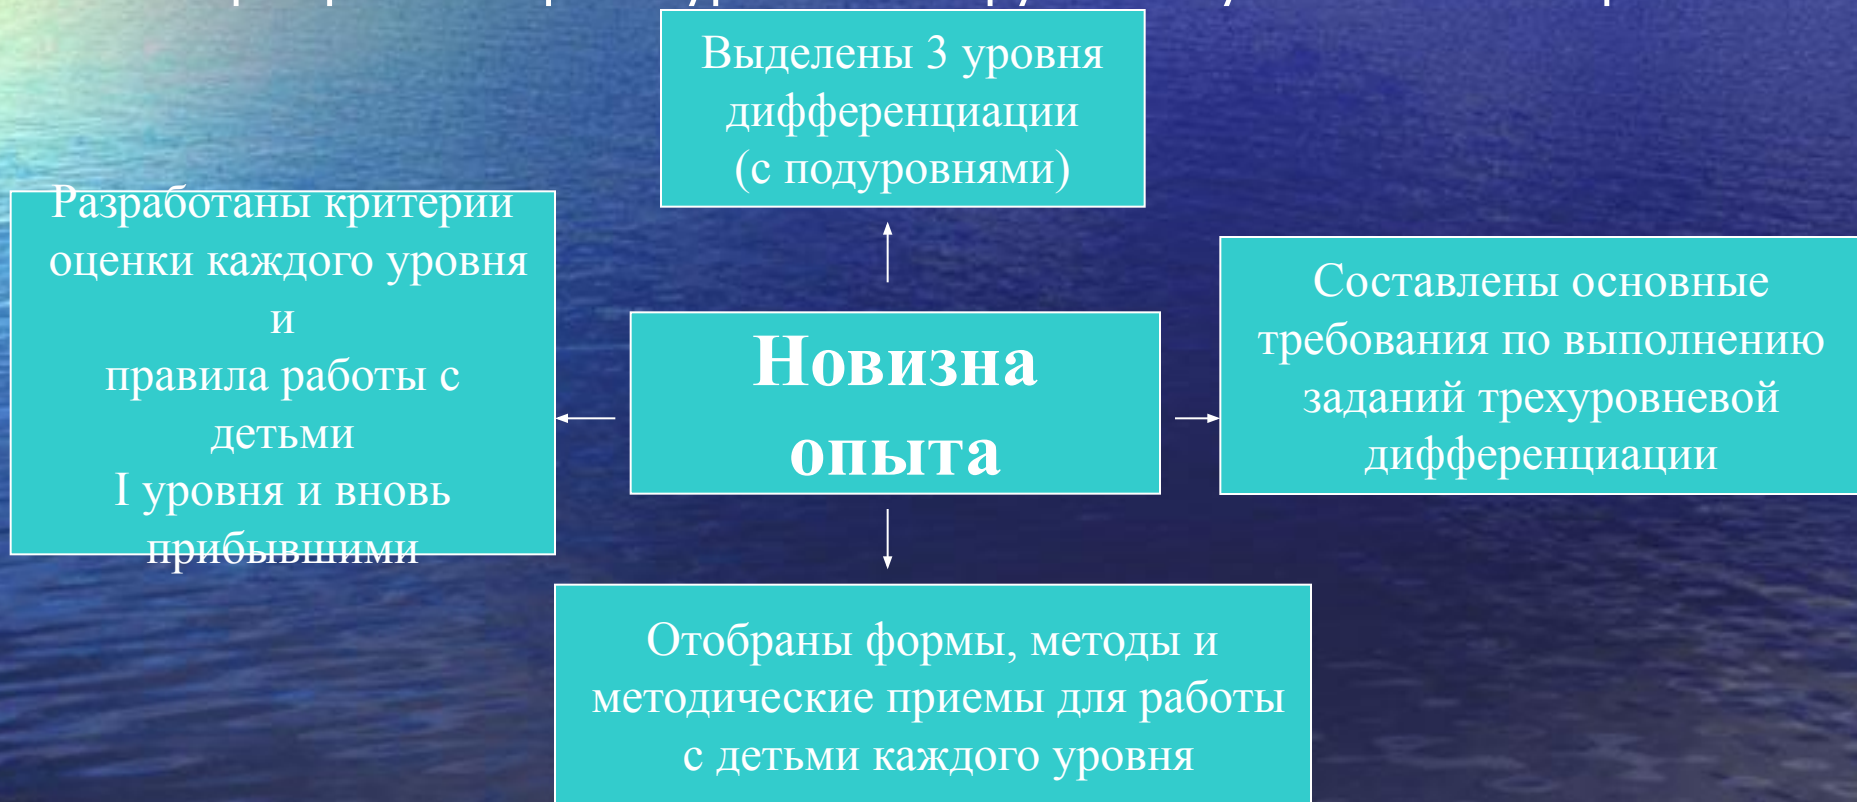 Выделены 3 уровня
дифференциации
(с подуровнями)
Разработаны критерии
оценки каждого уровня
и
правила работы с
детьми
I уровня и вновь
прибывшими
Новизна
опыта
Составлены основные
требования по выполнению
заданий трехуровневой
дифференциации
Отобраны формы, методы и
методические приемы для работы
с детьми каждого уровня